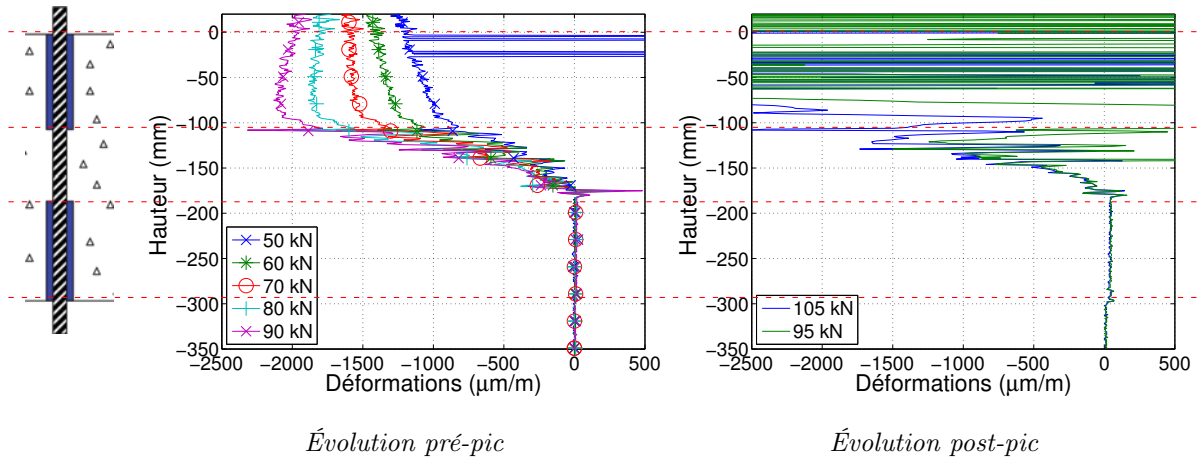 0
−50
−100
−150
−200
−250
−300
−350
Hauteur (mm)
−2500 −2000 −1500 −1000 −500 0 500
Déformations (μm/m)
50 kN
60 kN
70 kN
80 kN
90 kN
Évolution pré-pic
0
−50
−100
−150
−200
−250
−300
−350
Hauteur (mm)
−2500 −2000 −1500 −1000 −500 0 500
Déformations (μm/m)
105 kN
95 kN
Évolution post-pic